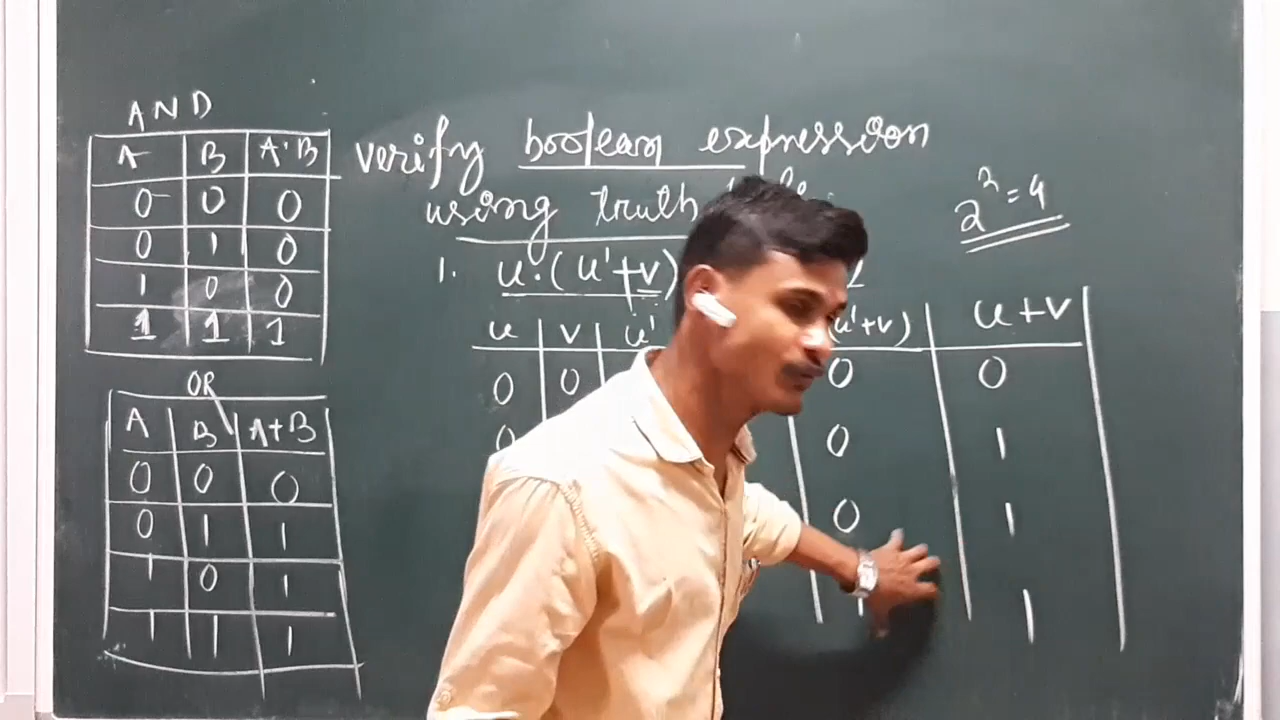 AND
A B A·B
0 0 0
0 1 0
1 0 0
1 1 1
OR
A B A+B
0 0 0
0 1 1
1 0 1
1 1 1
verify boolean expression
using truth
2² = 4
1. u·(u'+v)
u v u' (u'+v) u+v
0 0 0 0
0 0 1
0 1
1